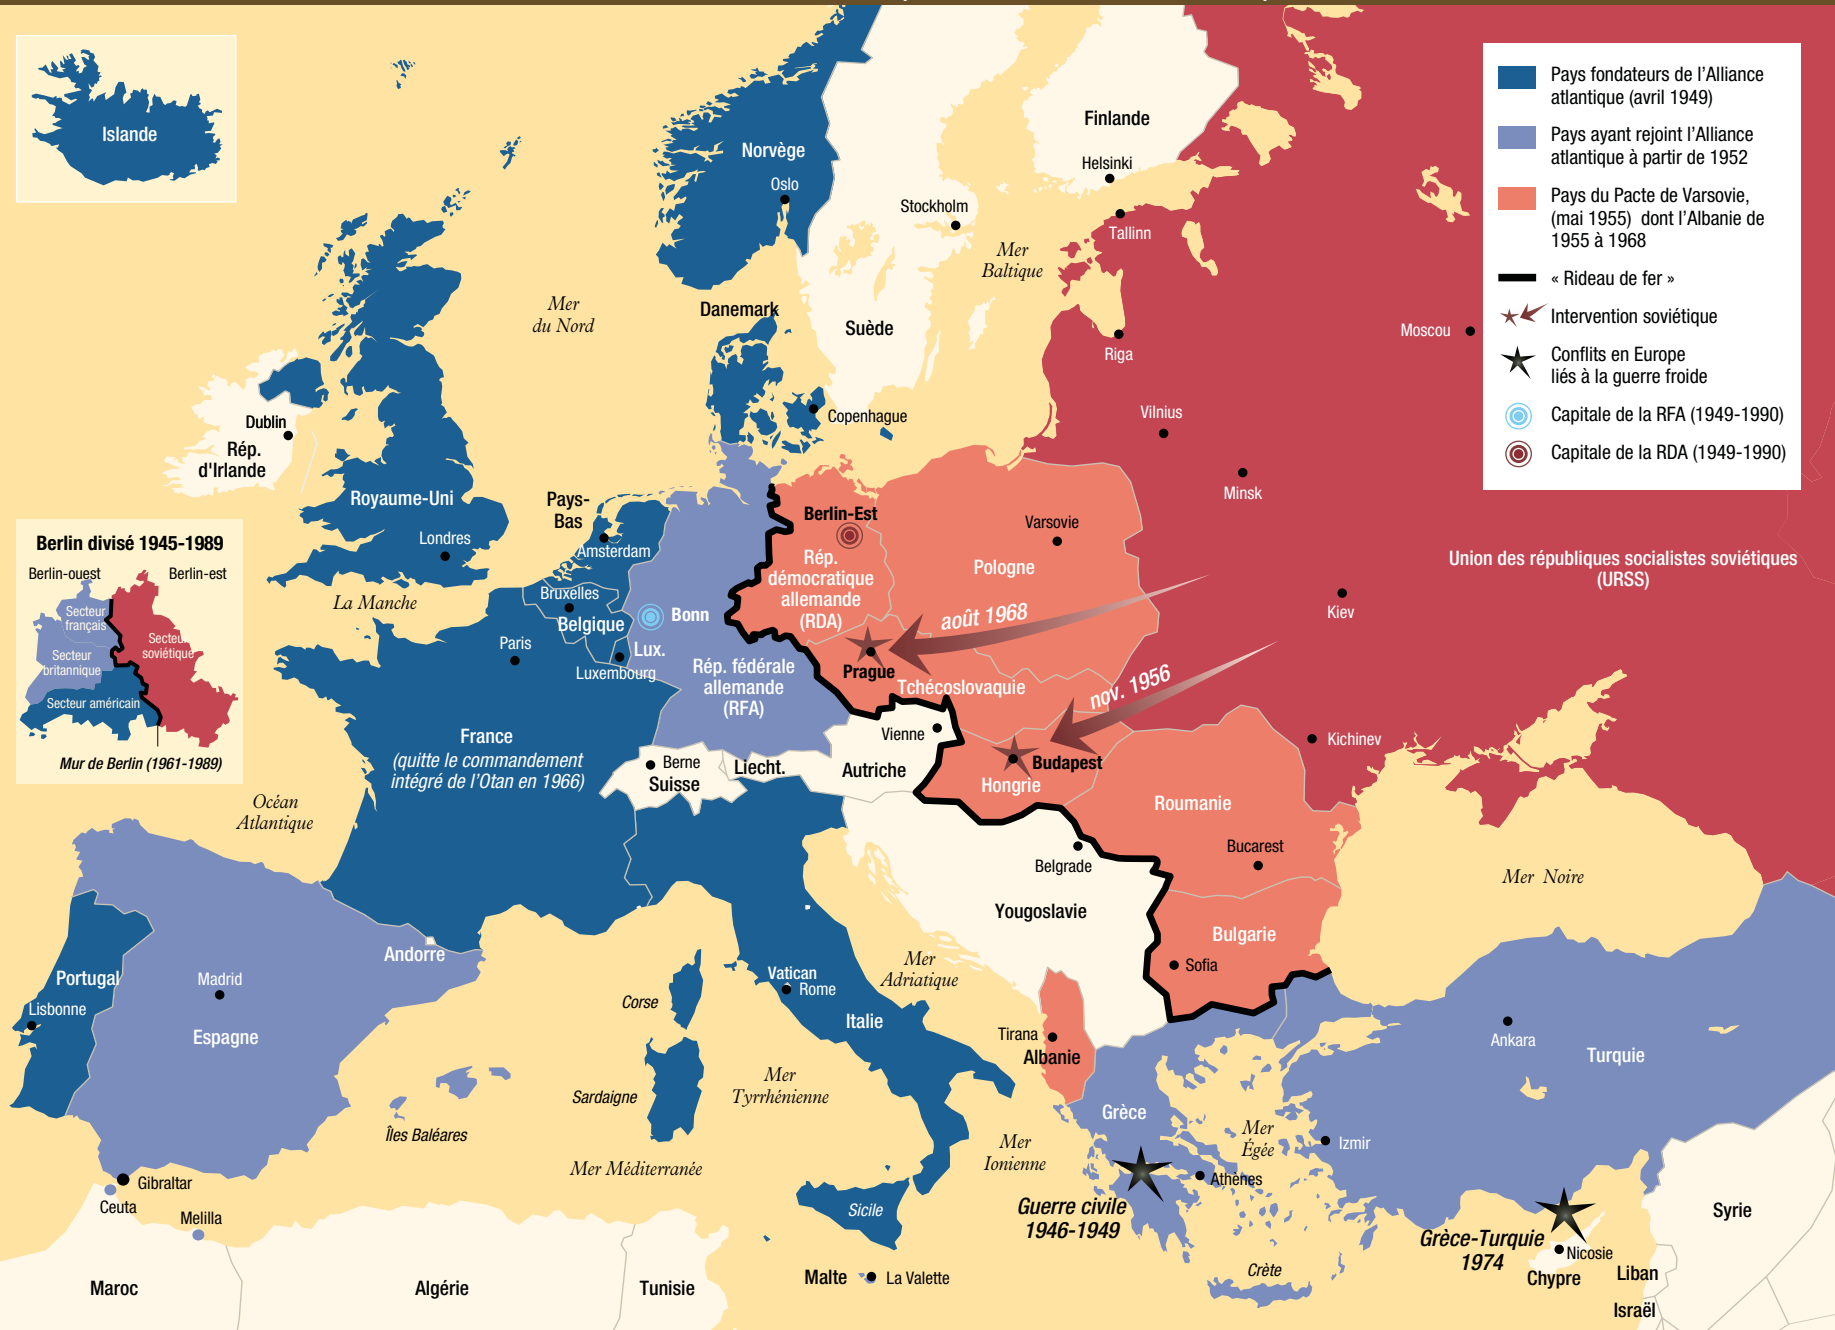 Islande
Norvège
Oslo
Finlande
Helsinki
Stockholm
Tallinn
Mer
Baltique
Mer
du Nord
Danemark
Suède
Riga
Moscou
Copenhague
Vilnius
Minsk
Dublin
Rép.
d'Irlande
Royaume-Uni
Londres
Pays-
Bas
Amsterdam
Berlin-Est
Varsovie
Pologne
Rép.
démocratique
allemande
(RDA)
Union des républiques socialistes soviétiques
(URSS)
Kiev
La Manche
Bruxelles
Belgique
Bonn
Lux.
Luxembourg
Paris
août 1968
Prague
Tchécoslovaquie
nov. 1956
Rép. fédérale
allemande
(RFA)
France
(quitte le commandement
intégré de l'Otan en 1966)
Vienne
Autriche
Berne
Suisse
Liecht.
Budapest
Hongrie
Kichinev
Roumanie
Bucarest
Belgrade
Yougoslavie
Bulgarie
Sofia
Mer Noire
Océan
Atlantique
Portugal
Lisbonne
Madrid
Espagne
Andorre
Corse
Sardaigne
Vatican
Rome
Italie
Mer
Adriatique
Tirana
Albanie
Mer
Tyrrhénienne
Îles Baléares
Mer Méditerranée
Gibraltar
Ceuta
Melilla
Maroc
Algérie
Tunisie
Sicile
Malte
La Valette
Mer
Ionienne
Grèce
Mer
Égée
Athènes
Guerre civile
1946-1949
Crète
Izmir
Ankara
Turquie
Grèce-Turquie
1974
Nicosie
Chypre
Syrie
Liban
Israël
Berlin divisé 1945-1989
Berlin-ouest
Berlin-est
Secteur
français
Secteur
britannique
Secteur
soviétique
Secteur américain
Mur de Berlin (1961-1989)
Pays fondateurs de l'Alliance
atlantique (avril 1949)
Pays ayant rejoint l'Alliance
atlantique à partir de 1952
Pays du Pacte de Varsovie,
(mai 1955) dont l'Albanie de
1955 à 1968
« Rideau de fer »
Intervention soviétique
Conflits en Europe
liés à la guerre froide
Capitale de la RFA (1949-1990)
Capitale de la RDA (1949-1990)